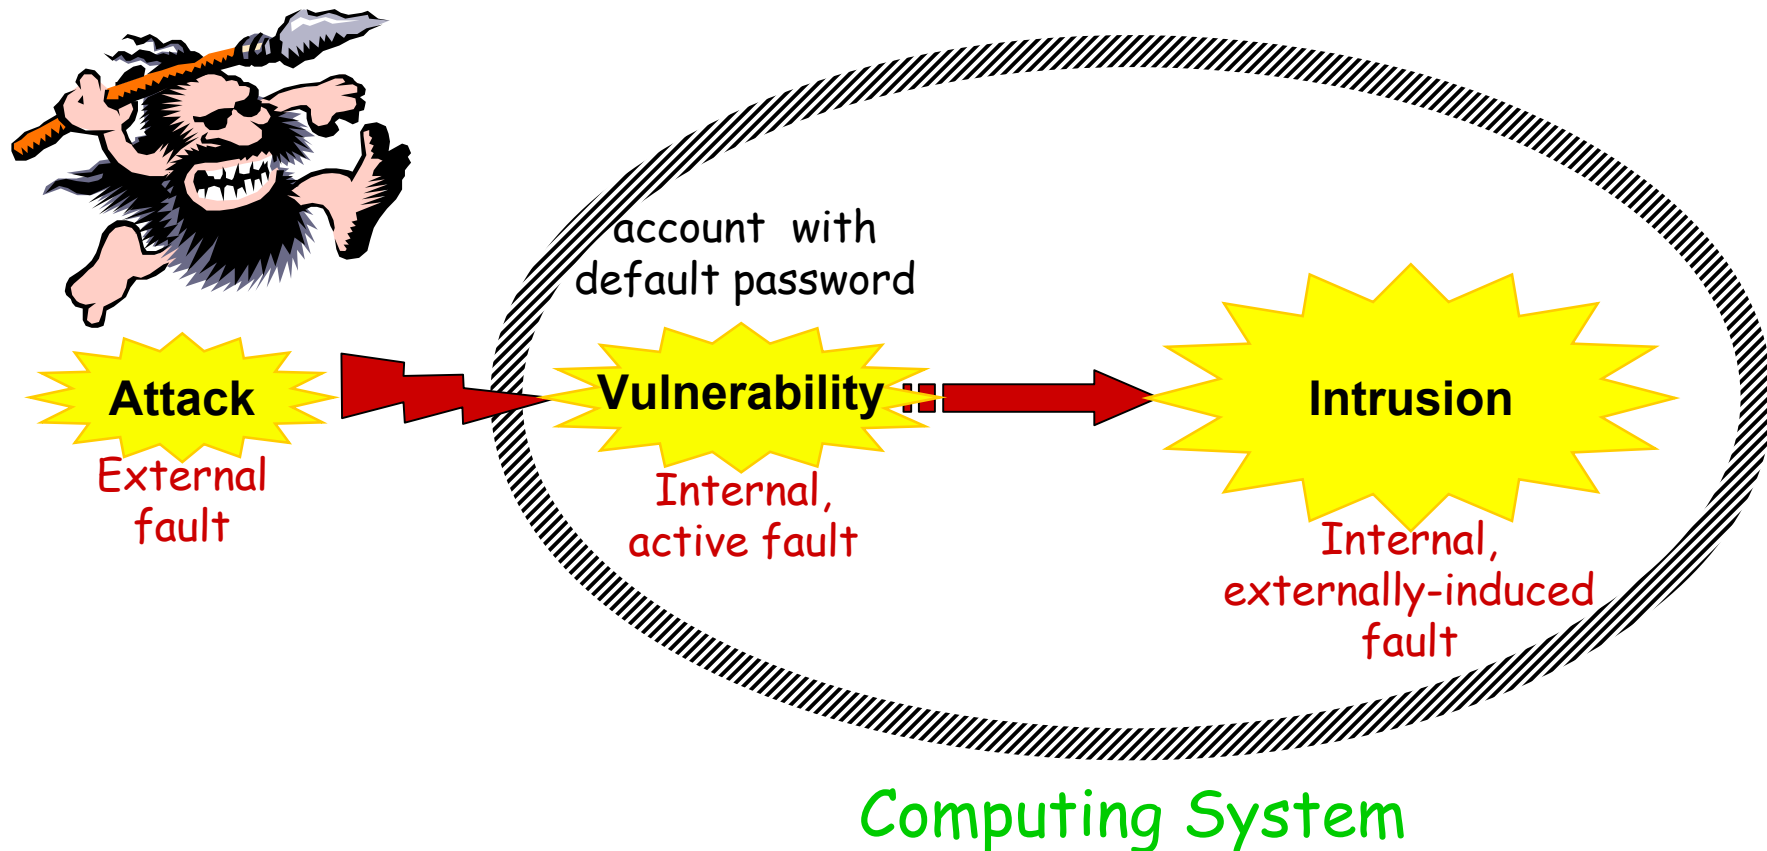 account with
default password
Attack
External
fault
Vulnerability
Internal,
active fault
Intrusion
Internal,
externally-induced
fault
Computing System